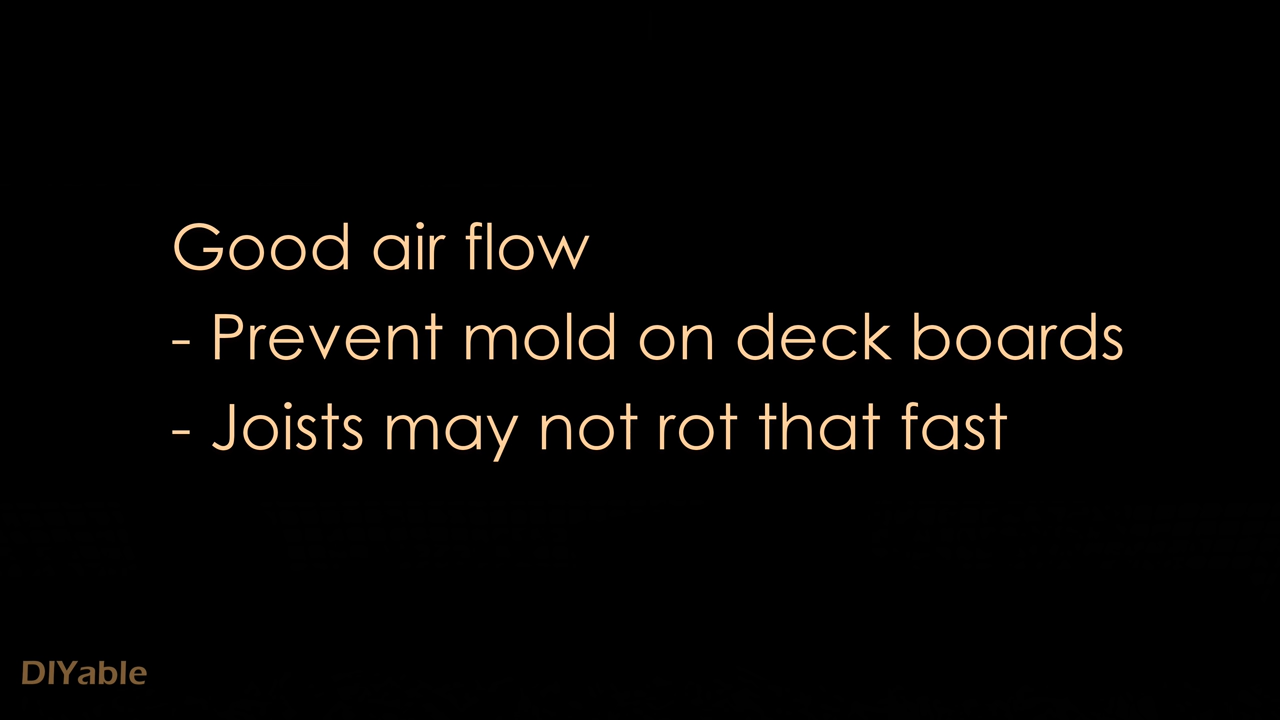 Good air flow
- Prevent mold on deck boards
- Joists may not rot that fast
DIYable